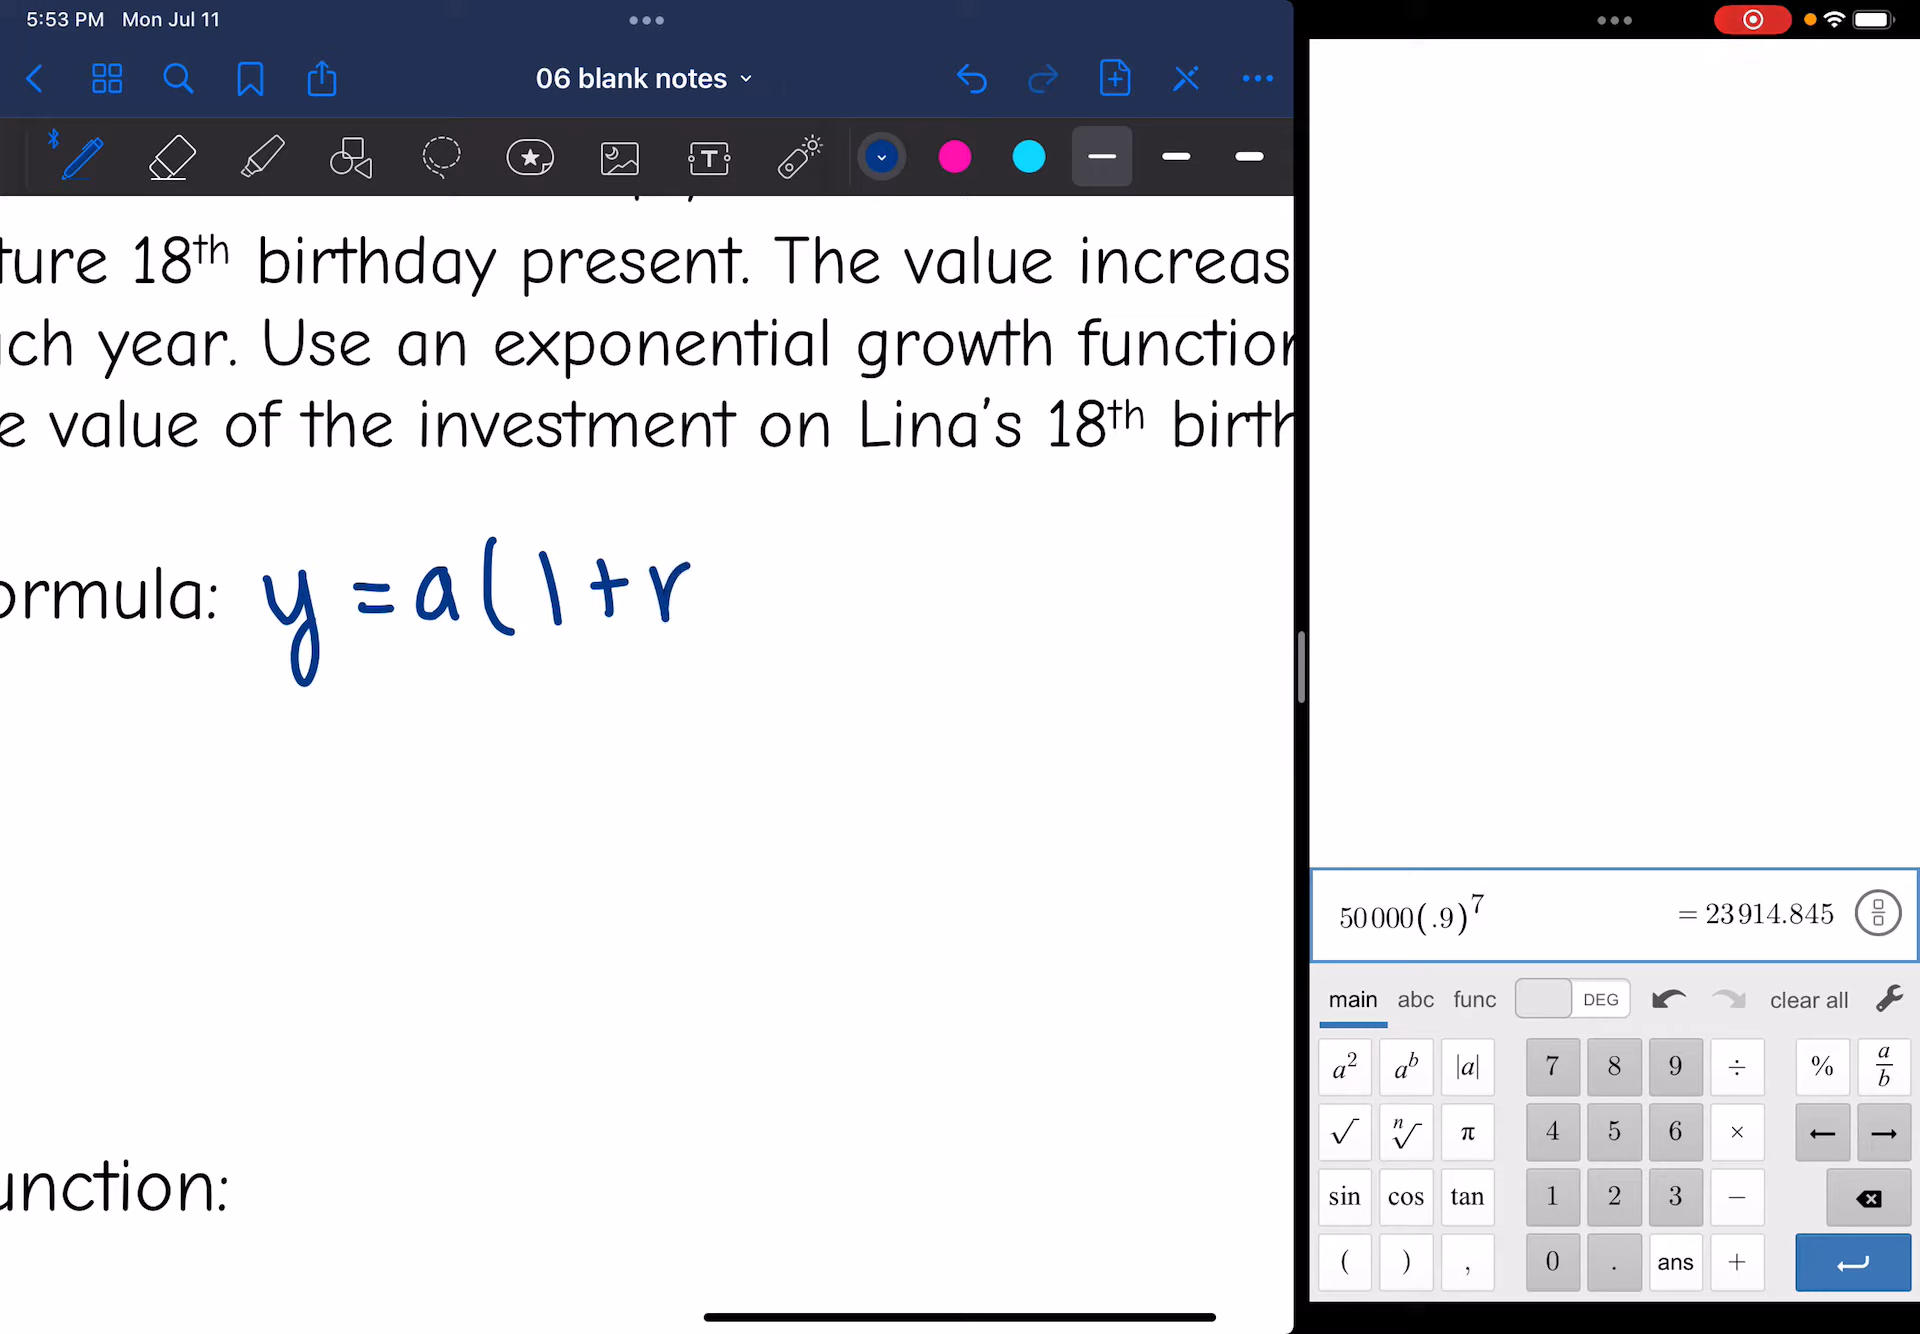 5:53 PM Mon Jul 11
06 blank notes
T
ture 18th birthday present. The value increas
ch year. Use an exponential growth function
e value of the investment on Lina's 18th birth
ormula: y = a(1+r
unction:
50000(.9)^7 = 23914.845
main abc func DEG clear all
a^2 a^b |a| 7 8 9 ÷ % a/b
√ n√ π 4 5 6 × ← →
sin cos tan 1 2 3 −
( ) , 0 . ans +